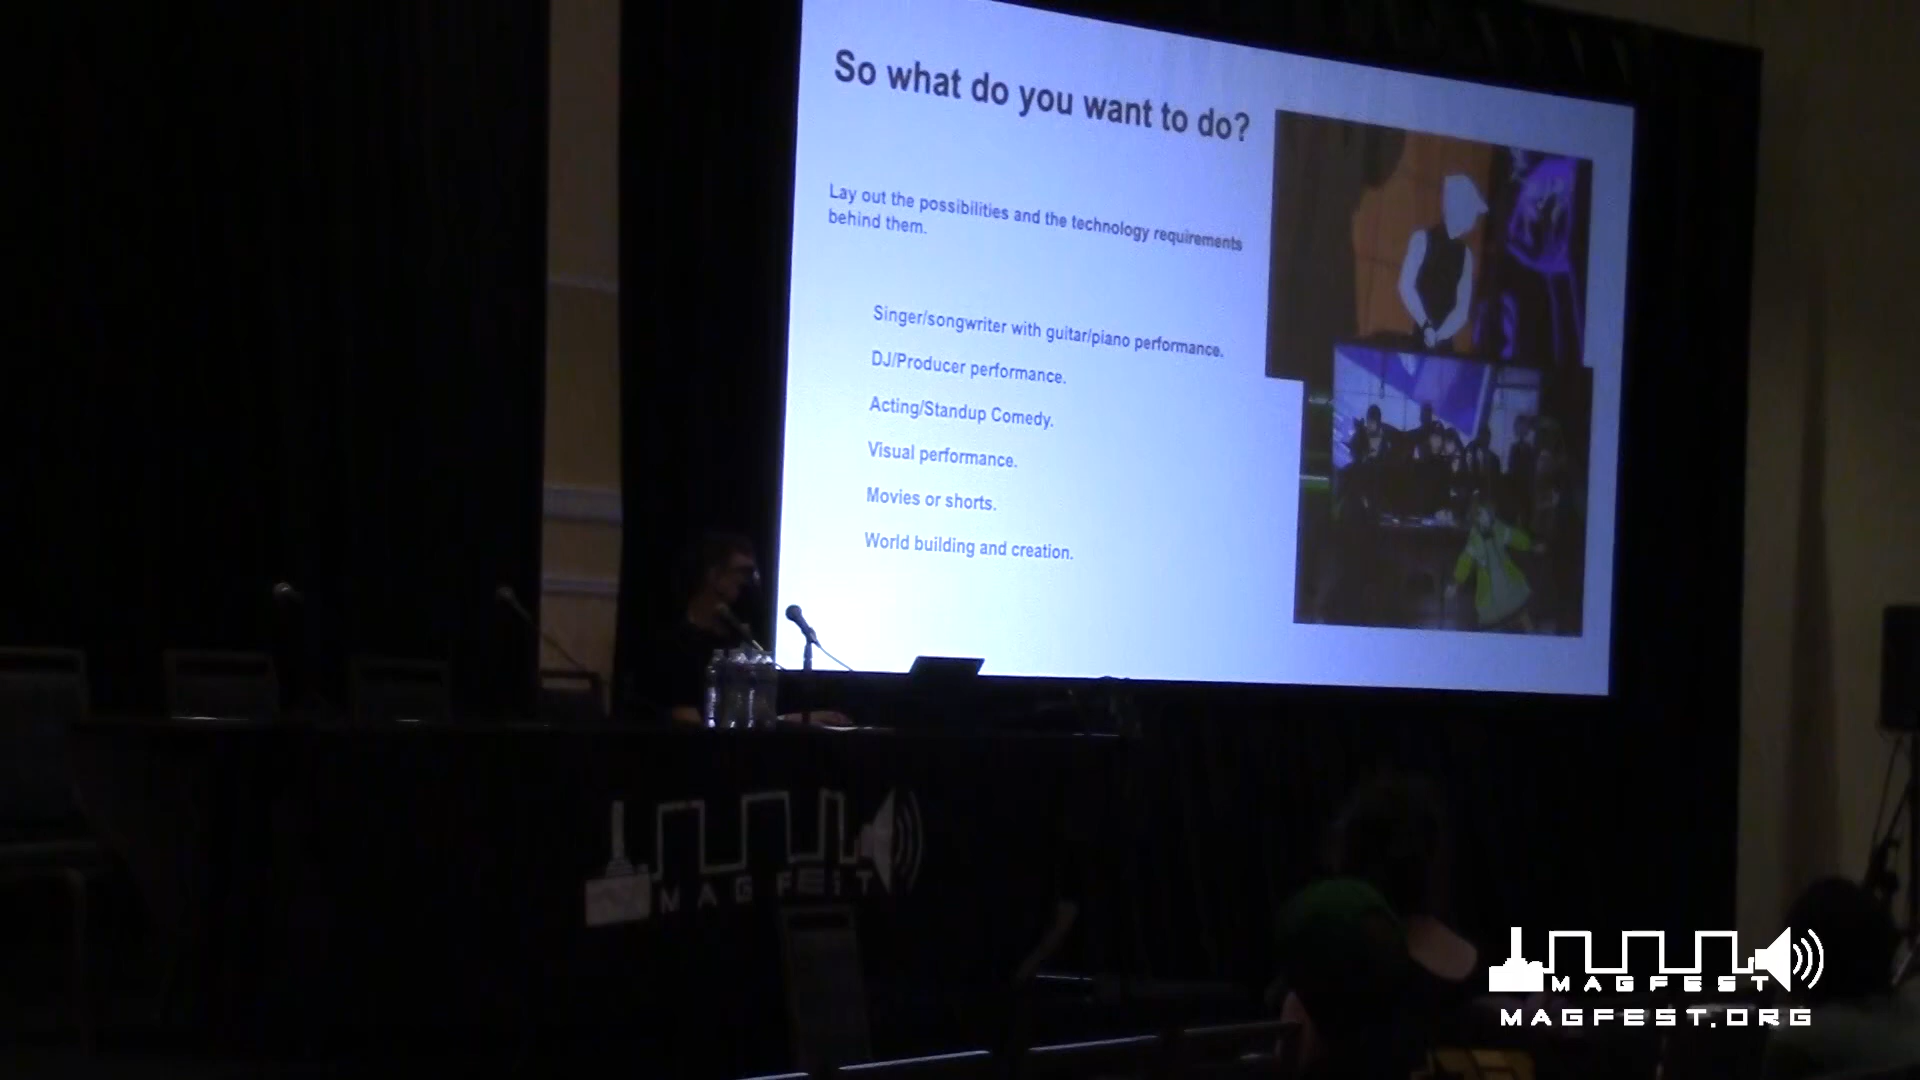 So what do you want to do?
Lay out the possibilities and the technology requirements
behind them.
Singer/songwriter with guitar/piano performance.
DJ/Producer performance.
Acting/Standup Comedy.
Visual performance.
Movies or shorts.
World building and creation.
MAGFEST
MAGFEST
MAGFEST.ORG